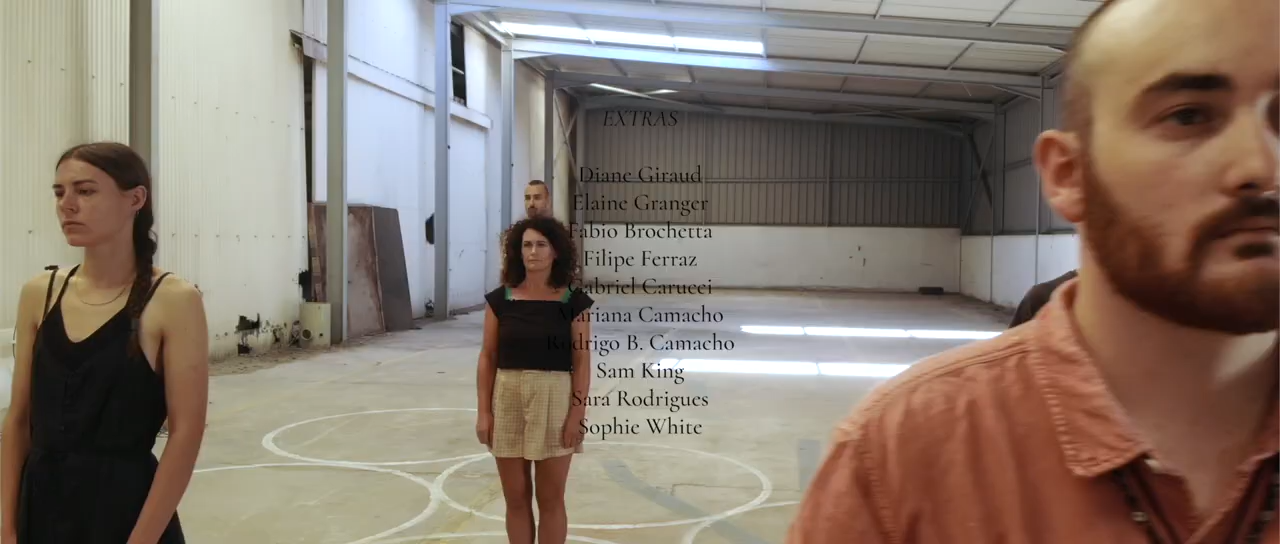 EXTRAS
Diane Giraud
Elaine Granger
Fabio Brochetta
Filipe Ferraz
Gabriel Carucci
Mariana Camacho
Rodrigo B. Camacho
Sam King
Sara Rodrigues
Sophie White